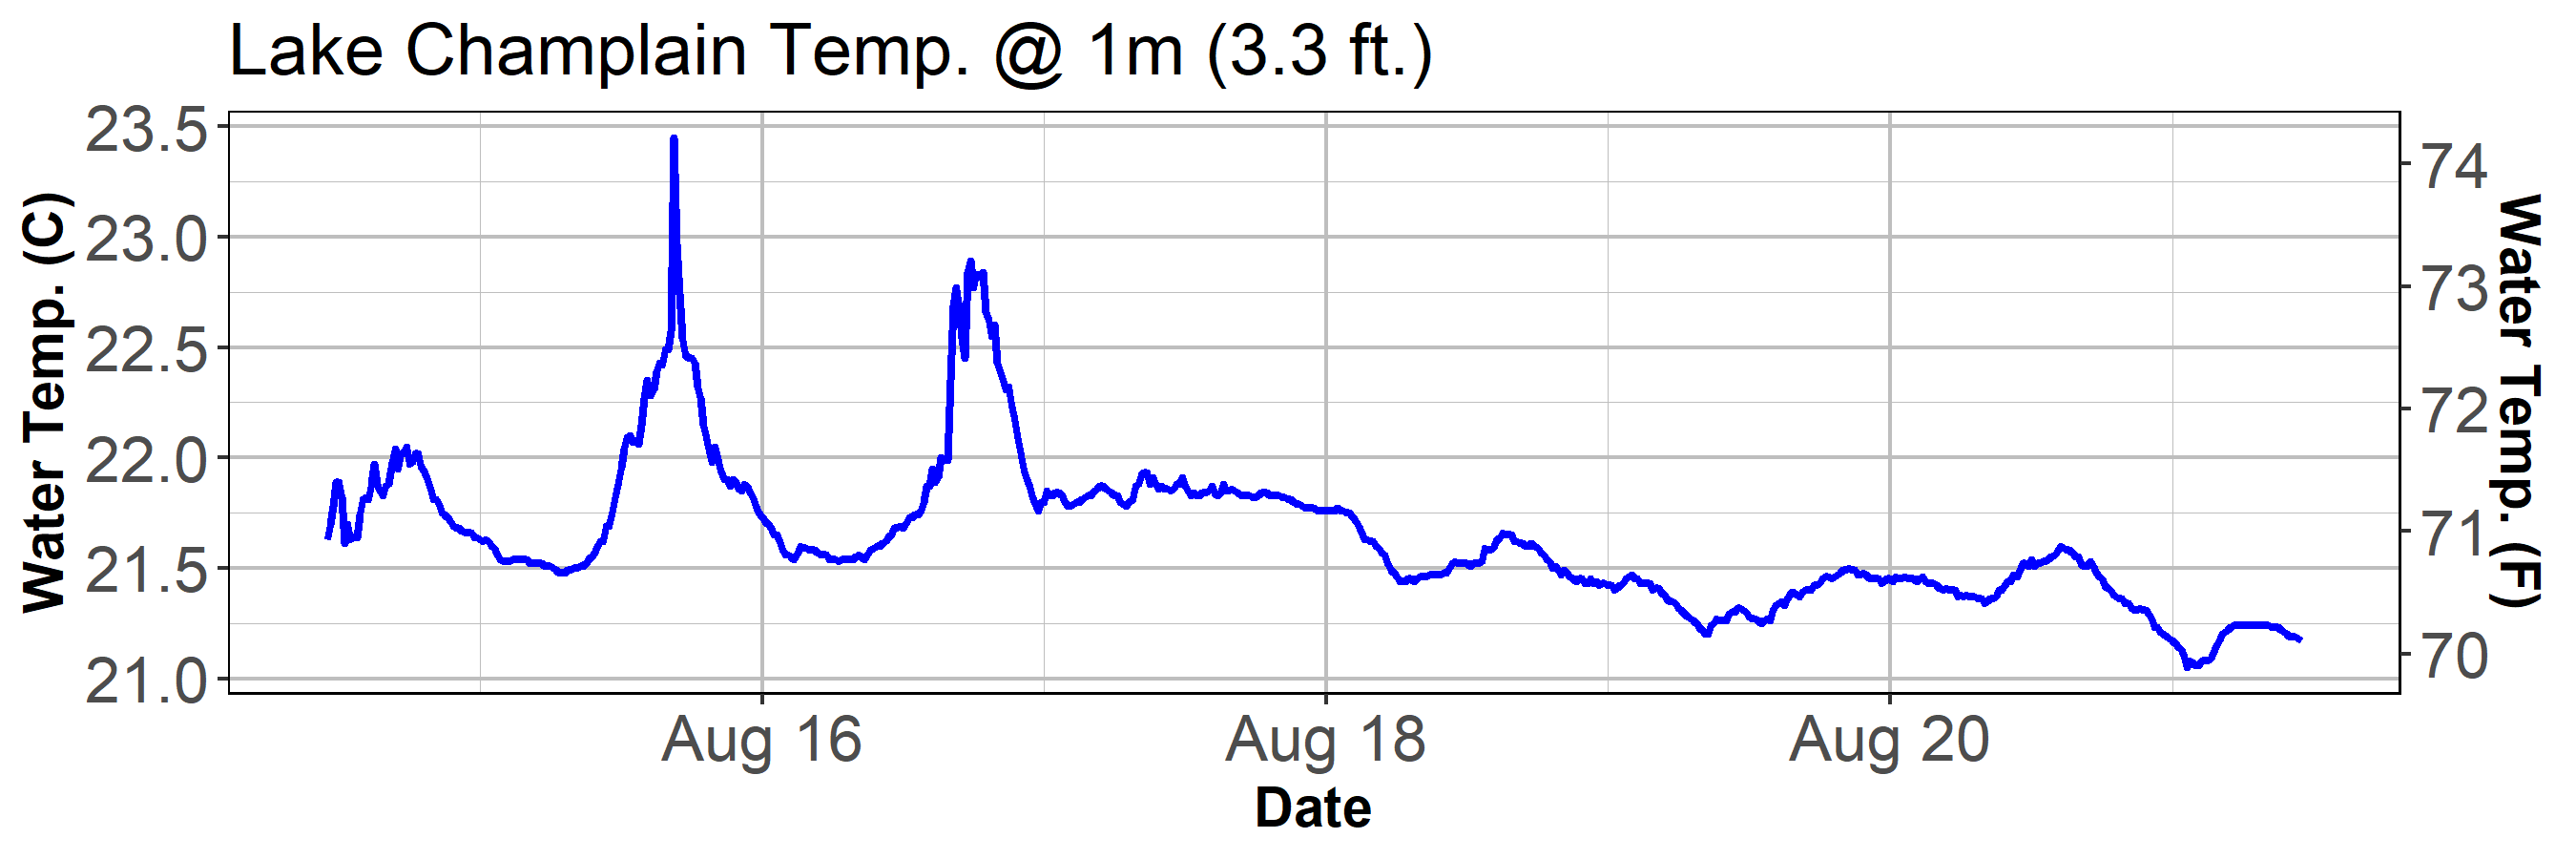 Lake Champlain Temp. @ 1m (3.3 ft.)
Water Temp. (C)
23.5
23.0
22.5
22.0
21.5
21.0
74
73
72
71
70
Water Temp. (F)
Aug 16 Aug 18 Aug 20
Date